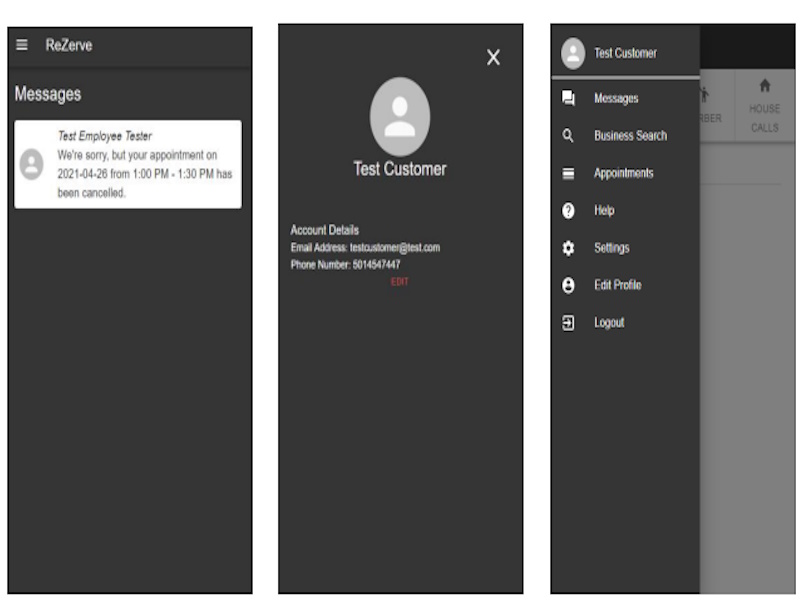 ReZerve
Messages
Test Employee Tester
We're sorry, but your appointment on
2021-04-26 from 1:00 PM - 1:30 PM has
been cancelled.
X
Test Customer
Account Details
Email Address: testcustomer@test.com
Phone Number: 5014547447
EDIT
Test Customer
Messages
Business Search
Appointments
Help
Settings
Edit Profile
Logout
RBER
HOUSE
CALLS